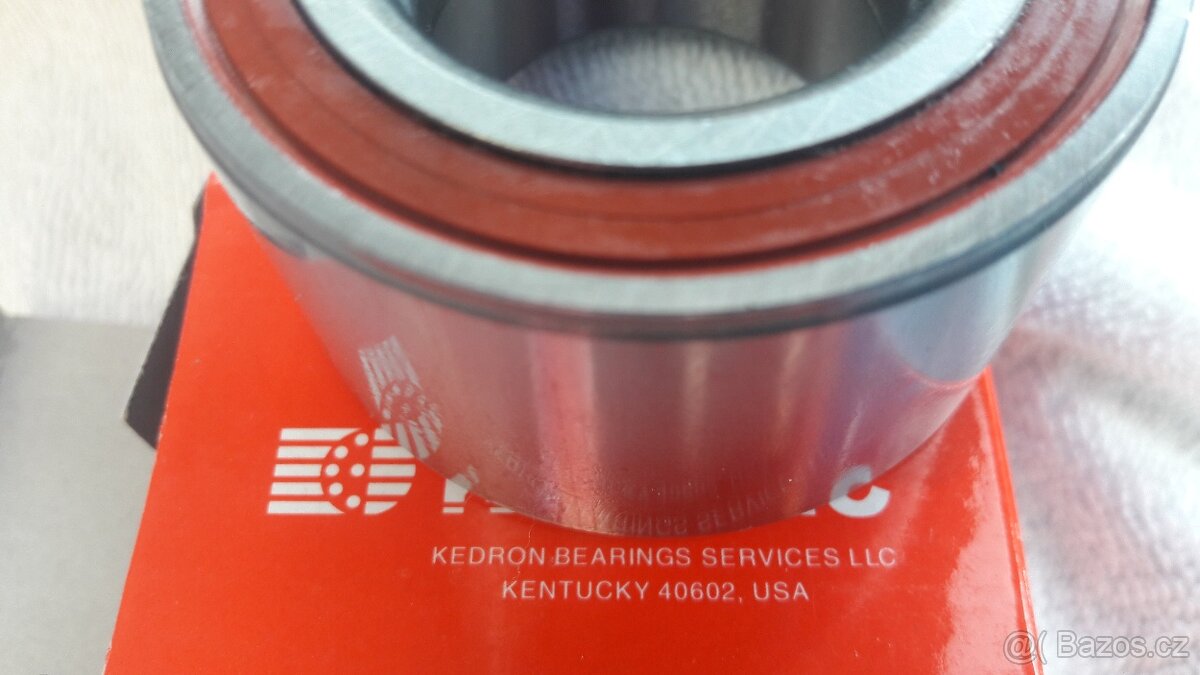 KEDRON BEARINGS SERVICES LLC
KENTUCKY 40602, USA
@( Bazos.cz